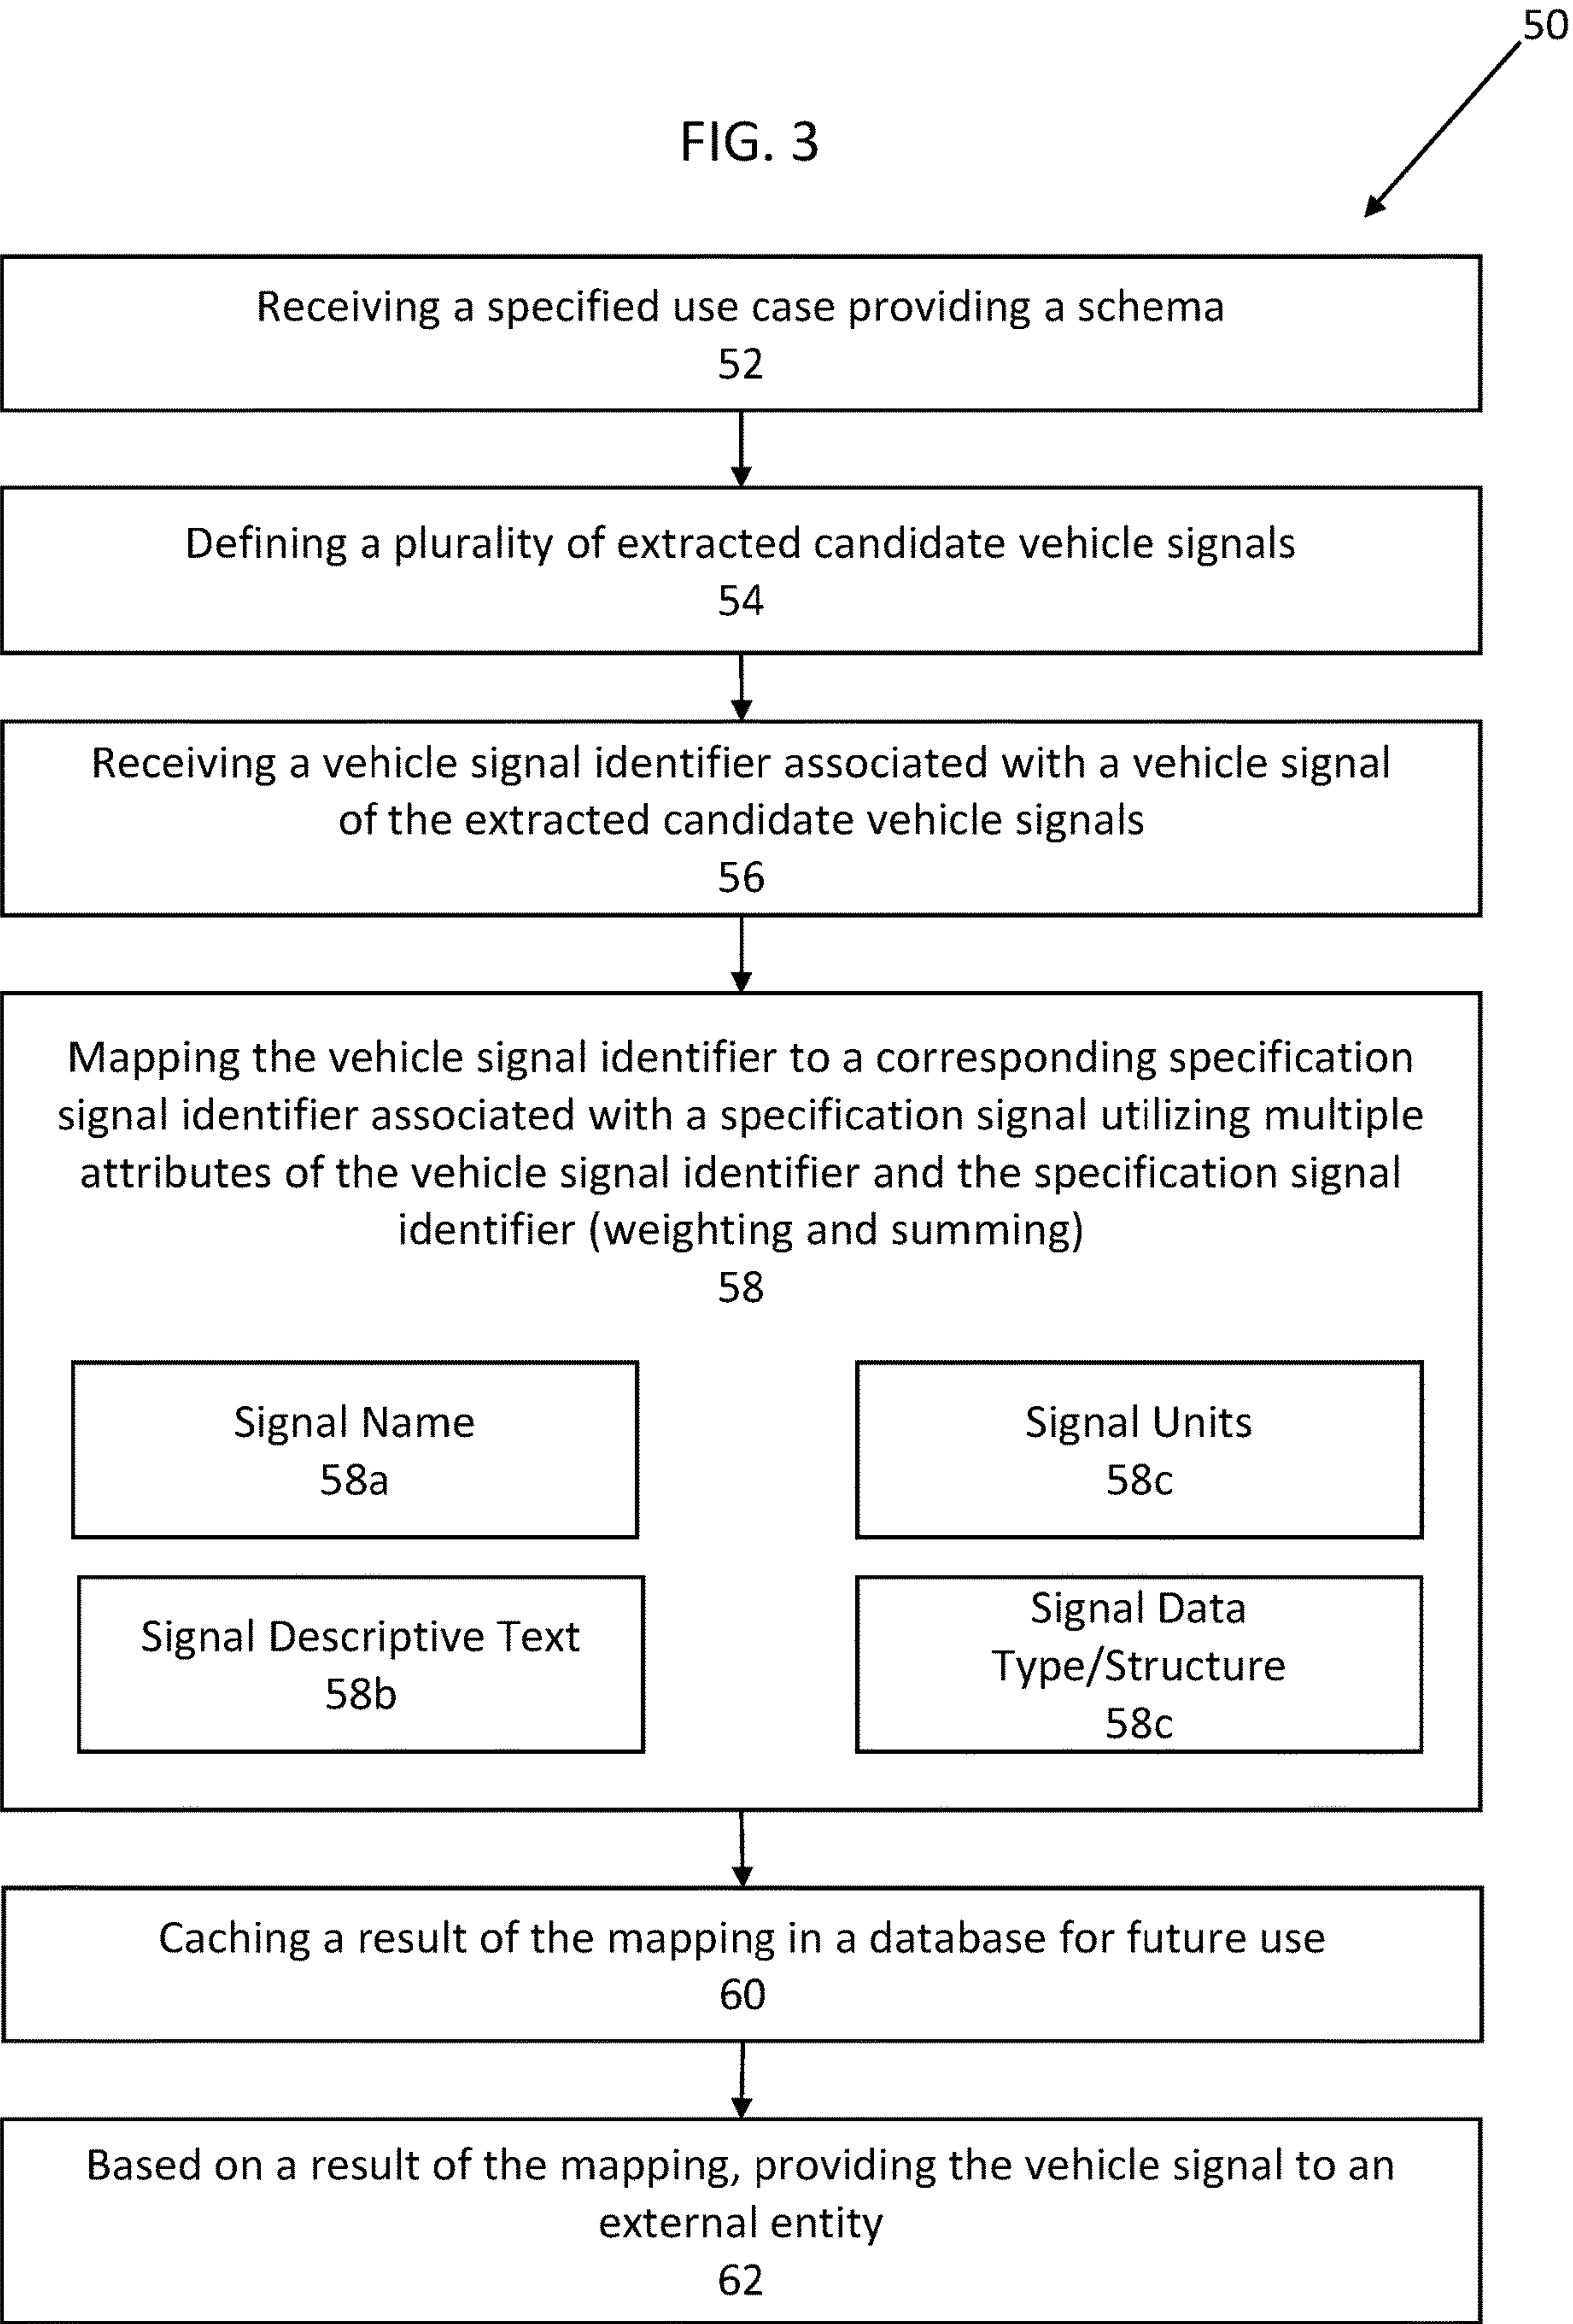 50
FIG. 3
Receiving a specified use case providing a schema
52
Defining a plurality of extracted candidate vehicle signals
54
Receiving a vehicle signal identifier associated with a vehicle signal
of the extracted candidate vehicle signals
56
Mapping the vehicle signal identifier to a corresponding specification
signal identifier associated with a specification signal utilizing multiple
attributes of the vehicle signal identifier and the specification signal
identifier (weighting and summing)
58
Signal Name
58a
Signal Units
58c
Signal Descriptive Text
58b
Signal Data
Type/Structure
58c
Caching a result of the mapping in a database for future use
60
Based on a result of the mapping, providing the vehicle signal to an
external entity
62